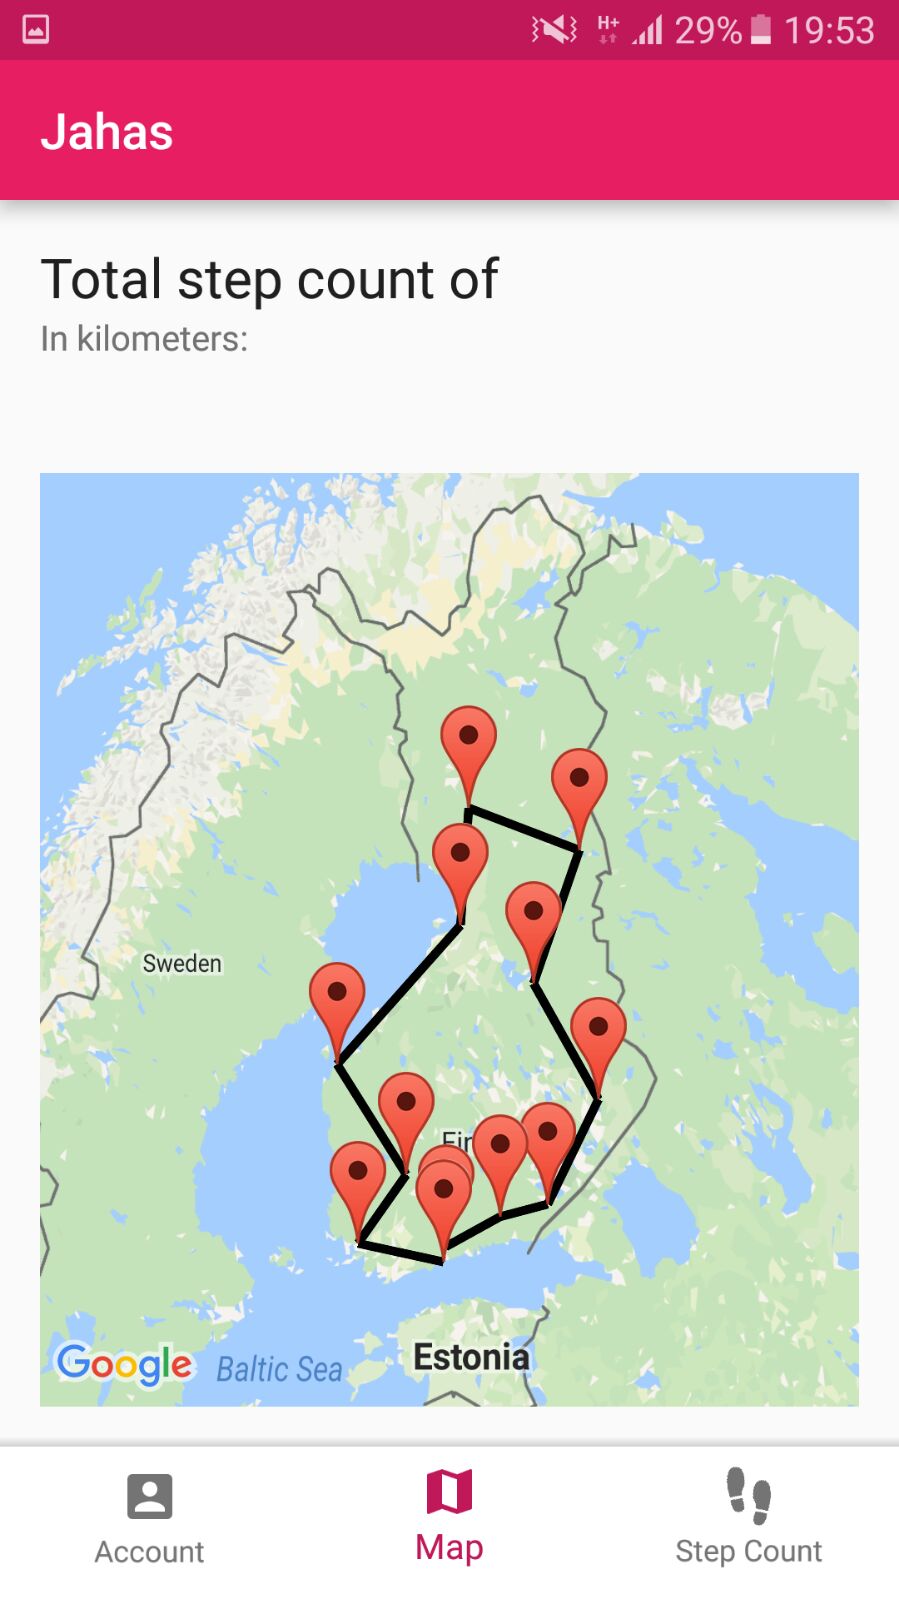 H+ 29% 19:53
Jahas
Total step count of
In kilometers:
Sweden
Estonia
Google Baltic Sea
Account Map Step Count